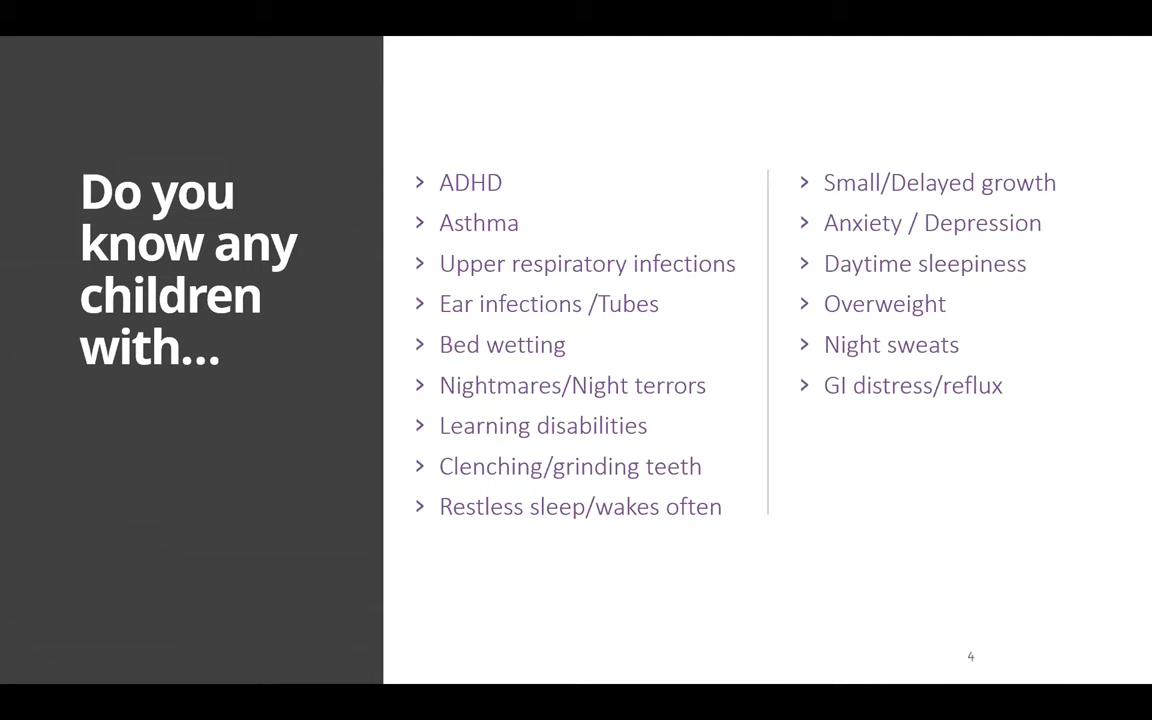 Do you
know any
children
with...
> ADHD
> Asthma
> Upper respiratory infections
> Ear infections /Tubes
> Bed wetting
> Nightmares/Night terrors
> Learning disabilities
> Clenching/grinding teeth
> Restless sleep/wakes often
> Small/Delayed growth
> Anxiety / Depression
> Daytime sleepiness
> Overweight
> Night sweats
> GI distress/reflux
4